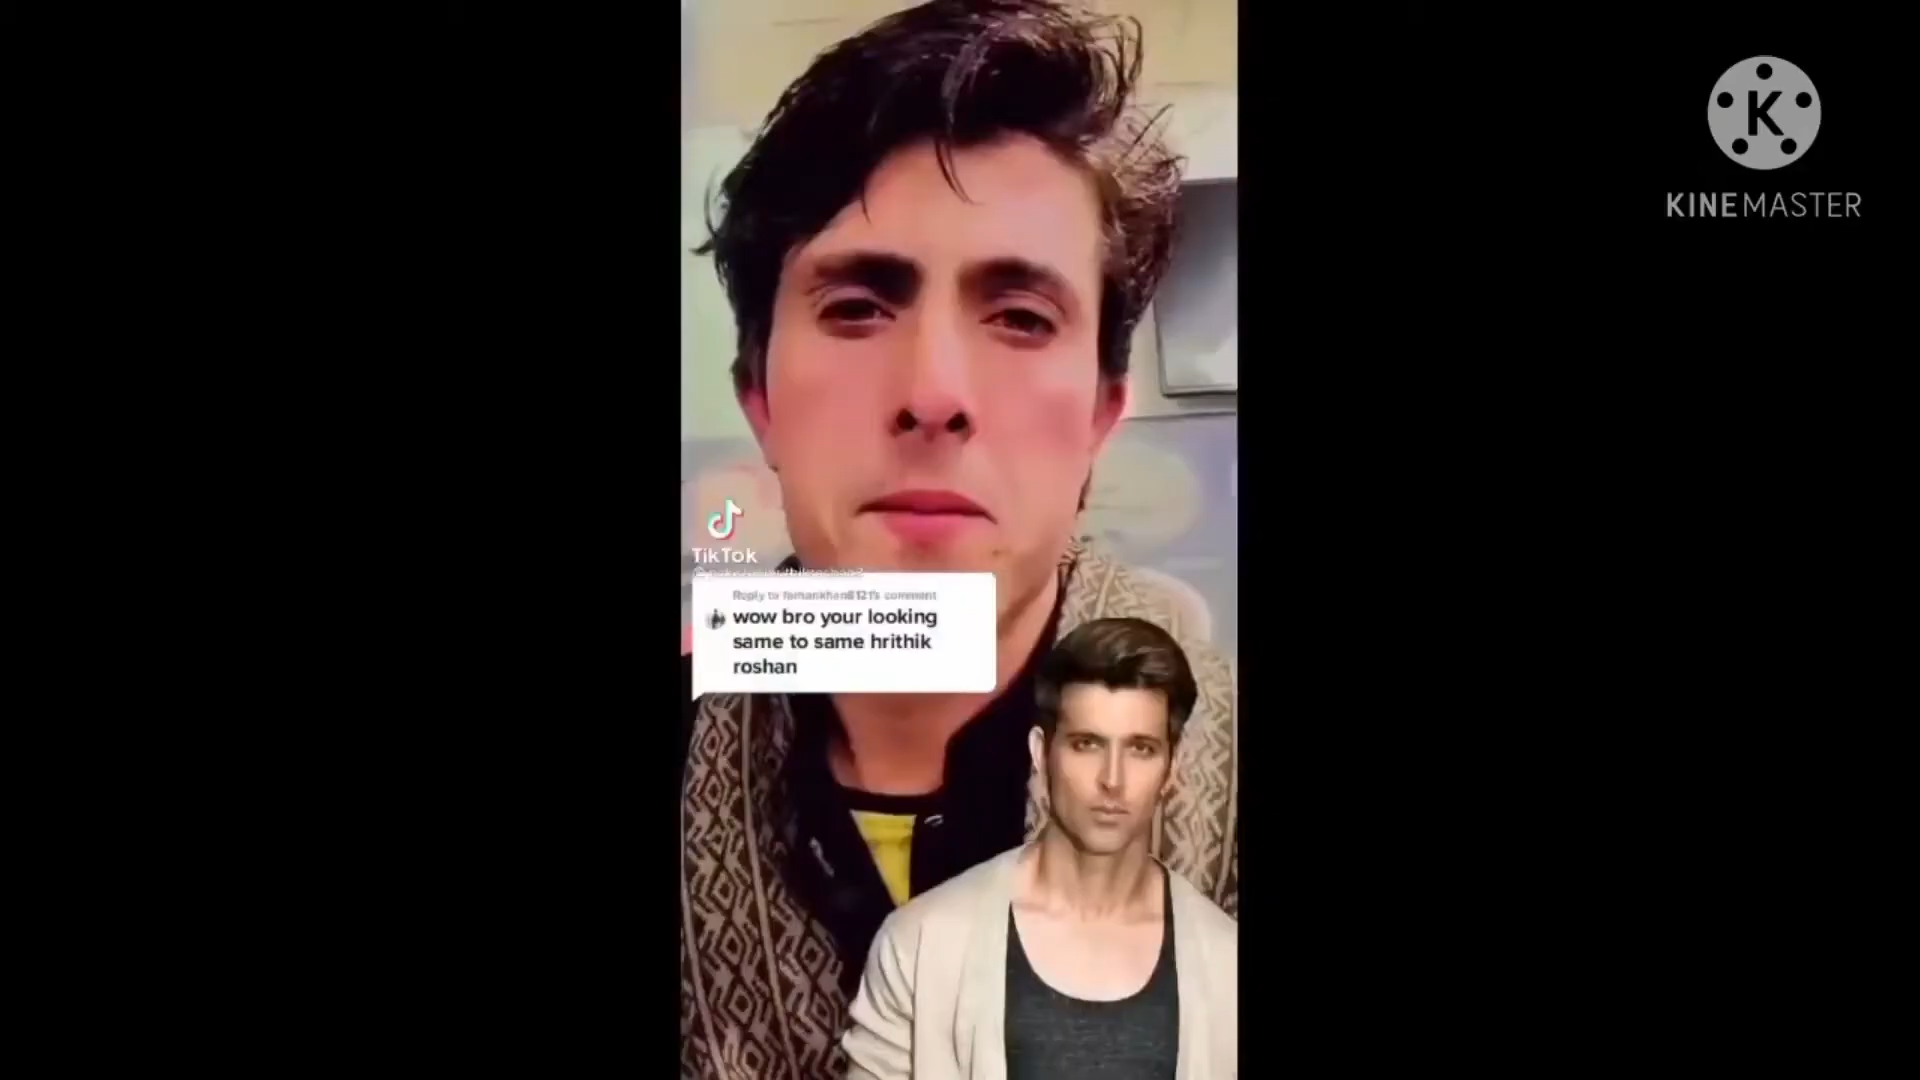 KINEMASTER
TikTok
wow bro your looking
same to same hrithik
roshan